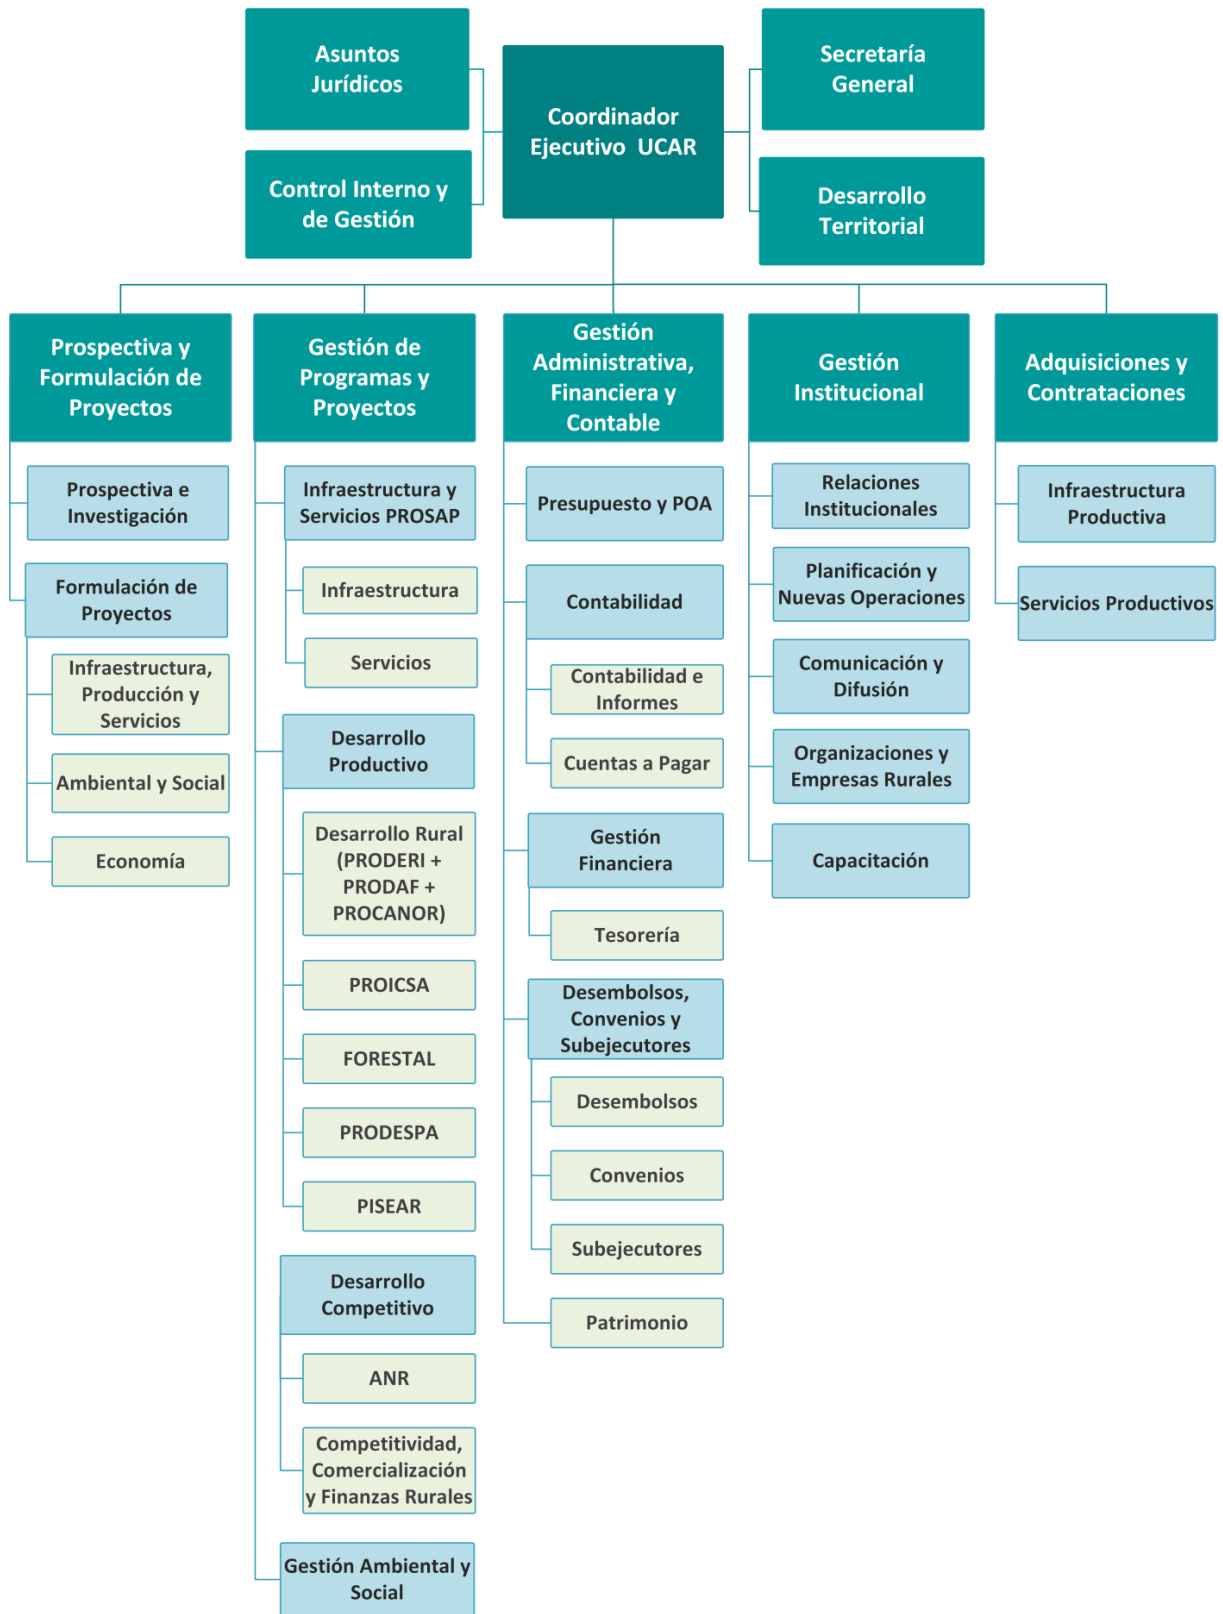 Asuntos
Jurídicos
Control Interno y
de Gestión
Coordinador
Ejecutivo UCAR
Secretaría
General
Desarrollo
Territorial
Prospectiva y
Formulación de
Proyectos
Prospectiva e
Investigación
Formulación de
Proyectos
Infraestructura,
Producción y
Servicios
Ambiental y Social
Economía
Gestión de
Programas y
Proyectos
Infraestructura y
Servicios PROSAP
Infraestructura
Servicios
Desarrollo
Productivo
Desarrollo Rural
(PRODERI +
PRODAF +
PROCANOR)
PROICSA
FORESTAL
PRODESPA
PISEAR
Desarrollo
Competitivo
ANR
Competitividad,
Comercialización
y Finanzas Rurales
Gestión Ambiental y
Social
Gestión
Administrativa,
Financiera y
Contable
Presupuesto y POA
Contabilidad
Contabilidad e
Informes
Cuentas a Pagar
Gestión
Financiera
Tesorería
Desembolsos,
Convenios y
Subejecutores
Desembolsos
Convenios
Subejecutores
Patrimonio
Gestión
Institucional
Relaciones
Institucionales
Planificación y
Nuevas Operaciones
Comunicación y
Difusión
Organizaciones y
Empresas Rurales
Capacitación
Adquisiciones y
Contrataciones
Infraestructura
Productiva
Servicios Productivos